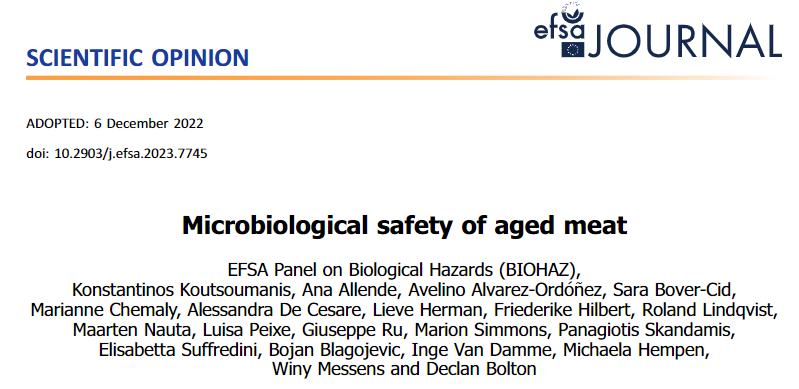 efsa JOURNAL
SCIENTIFIC OPINION
ADOPTED: 6 December 2022
doi: 10.2903/j.efsa.2023.7745
Microbiological safety of aged meat
EFSA Panel on Biological Hazards (BIOHAZ),
Konstantinos Koutsoumanis, Ana Allende, Avelino Alvarez-Ordóñez, Sara Bover-Cid,
Marianne Chemaly, Alessandra De Cesare, Lieve Herman, Friederike Hilbert, Roland Lindqvist,
Maarten Nauta, Luisa Peixe, Giuseppe Ru, Marion Simmons, Panagiotis Skandamis,
Elisabetta Suffredini, Bojan Blagojevic, Inge Van Damme, Michaela Hempen,
Winy Messens and Declan Bolton